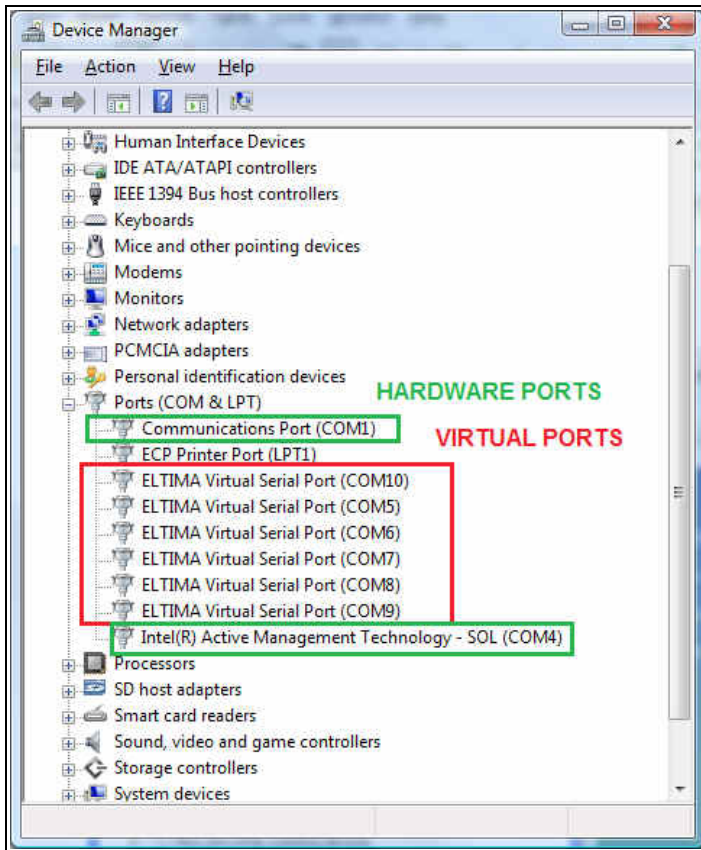 Device Manager
File Action View Help
Human Interface Devices
IDE ATA/ATAPI controllers
IEEE 1394 Bus host controllers
Keyboards
Mice and other pointing devices
Modems
Monitors
Network adapters
PCMCIA adapters
Personal identification devices
HARDWARE PORTS
Ports (COM & LPT)
Communications Port (COM1)
VIRTUAL PORTS
ECP Printer Port (LPT1)
ELTIMA Virtual Serial Port (COM10)
ELTIMA Virtual Serial Port (COM5)
ELTIMA Virtual Serial Port (COM6)
ELTIMA Virtual Serial Port (COM7)
ELTIMA Virtual Serial Port (COM8)
ELTIMA Virtual Serial Port (COM9)
Intel(R) Active Management Technology - SOL (COM4)
Processors
SD host adapters
Smart card readers
Sound, video and game controllers
Storage controllers
System devices